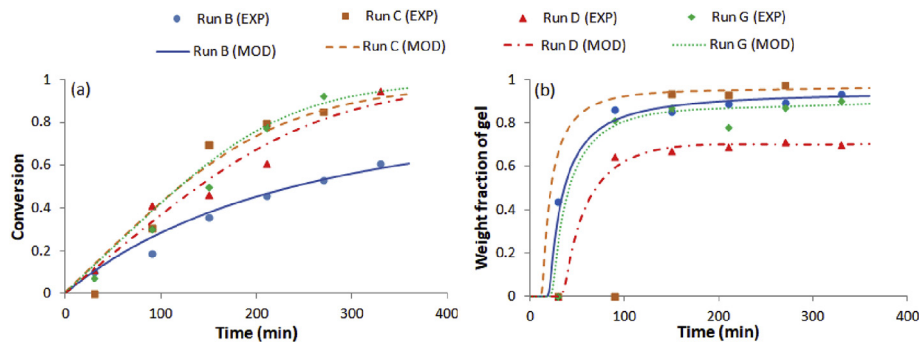 Run B (EXP) Run C (EXP) Run D (EXP) Run G (EXP)
Run B (MOD) Run C (MOD) Run D (MOD) Run G (MOD)
(a)
1
0.8
0.6
0.4
0.2
0
0 100 200 300 400
Conversion
Time (min)
(b)
1
0.8
0.6
0.4
0.2
0
0 100 200 300 400
Weight fraction of gel
Time (min)